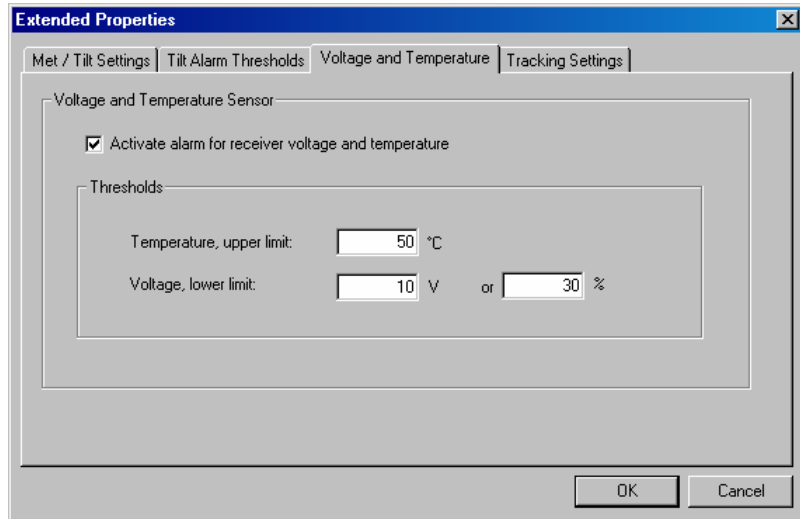 Extended Properties
Met / Tilt Settings Tilt Alarm Thresholds Voltage and Temperature Tracking Settings
Voltage and Temperature Sensor
Activate alarm for receiver voltage and temperature
Thresholds
Temperature, upper limit: 50 °C
Voltage, lower limit: 10 V or 30 %
OK Cancel